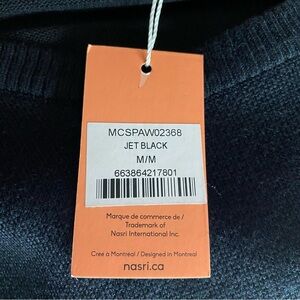 MCSPAW02368
JET BLACK
M/M
663864217801
Marque de commerce de /
Trademark of
Nasri International Inc.
Créé à Montréal / Designed in Montreal
nasri.ca